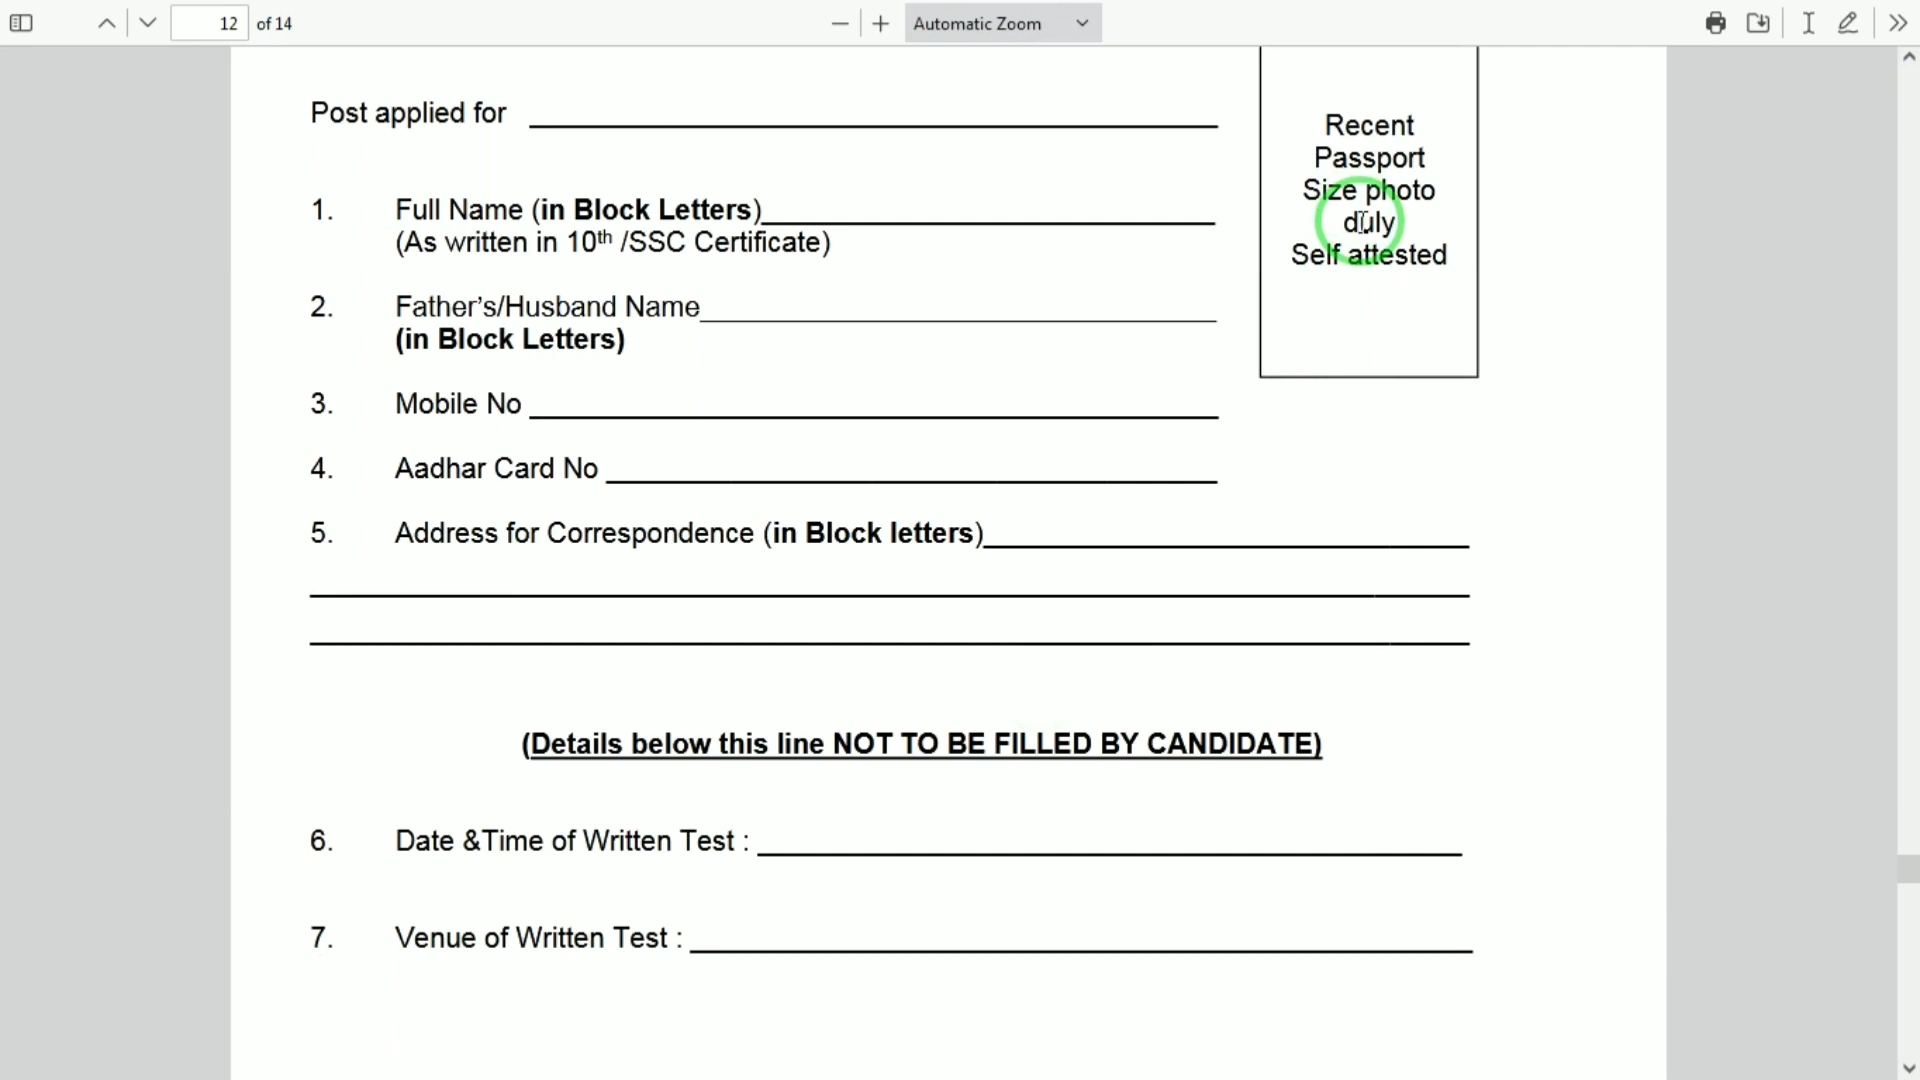 12 of 14
Automatic Zoom
Post applied for
Recent
Passport
Size photo
duly
Self attested
1. Full Name (in Block Letters)
(As written in 10th /SSC Certificate)
2. Father’s/Husband Name
(in Block Letters)
3. Mobile No
4. Aadhar Card No
5. Address for Correspondence (in Block letters)
(Details below this line NOT TO BE FILLED BY CANDIDATE)
6. Date &Time of Written Test :
7. Venue of Written Test :